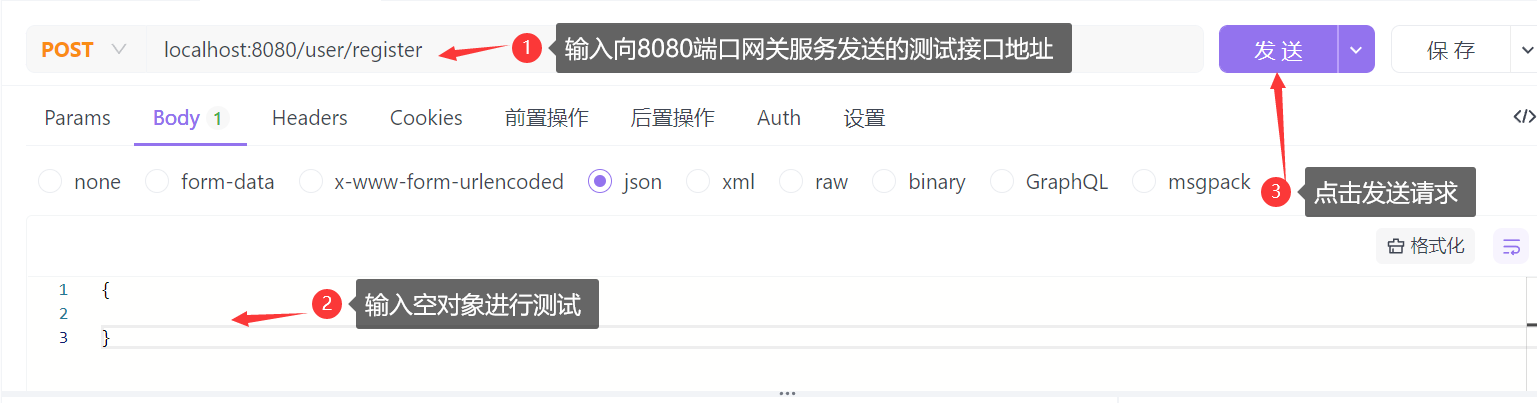 POST localhost:8080/user/register 1 输入向8080端口网关服务发送的测试接口地址 发送 保存
Params Body 1 Headers Cookies 前置操作 后置操作 Auth 设置 </>
none form-data x-www-form-urlencoded json xml raw binary GraphQL msgpack 3 点击发送请求
格式化
1 {
2 2 输入空对象进行测试
3 }